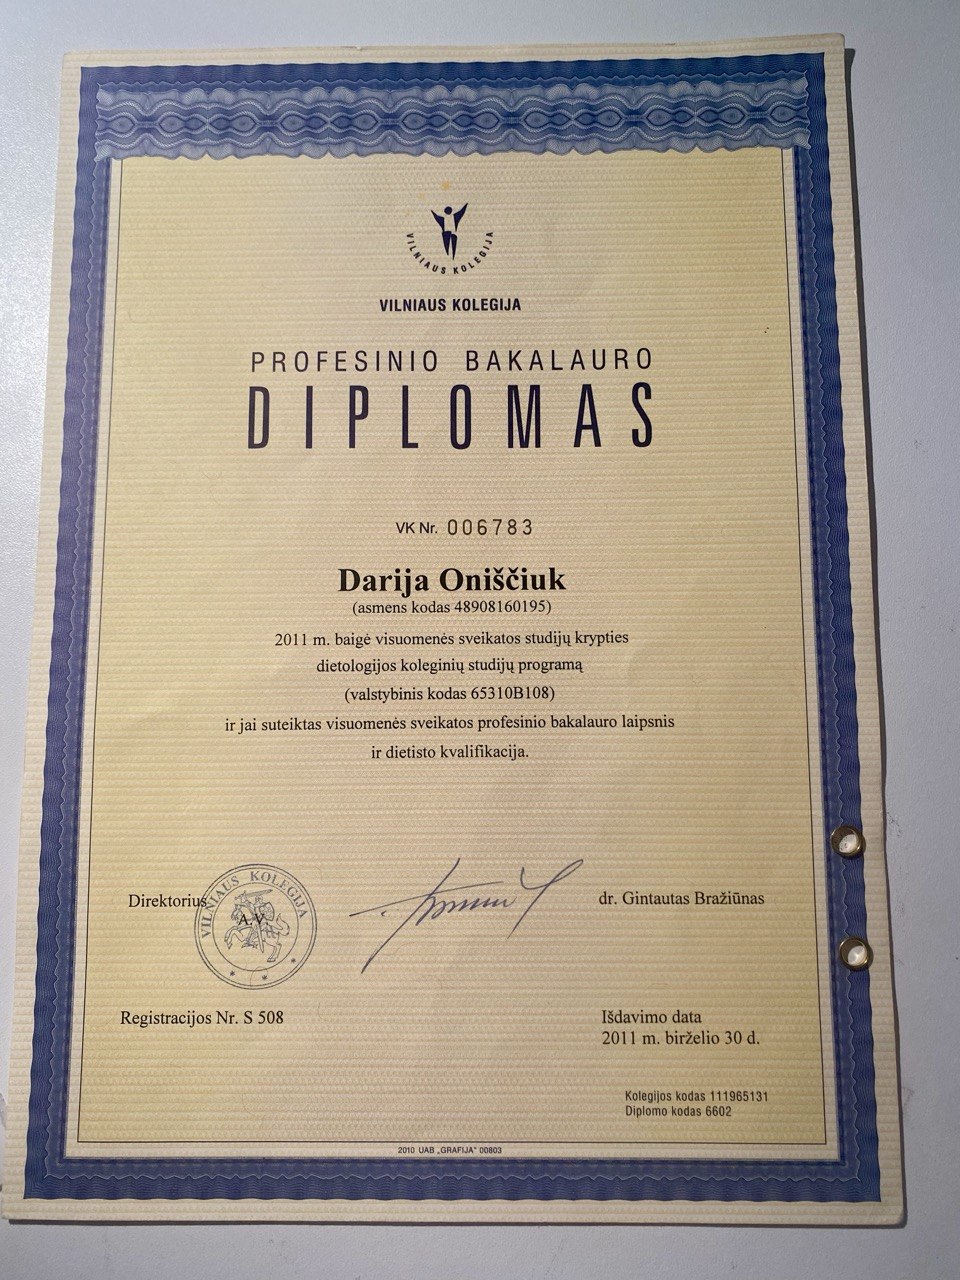 VILNIAUS KOLEGIJA
VILNIAUS KOLEGIJA
PROFESINIO BAKALAURO
DIPLOMAS
VK Nr. 006783
Darija Oniščiuk
(asmens kodas 48908160195)
2011 m. baigė visuomenės sveikatos studijų krypties
dietologijos koleginių studijų programą
(valstybinis kodas 65310B108)
ir jai suteiktas visuomenės sveikatos profesinio bakalauro laipsnis
ir dietisto kvalifikacija.
Direktorius
VILNIAUS KOLEGIJA
A.V.
dr. Gintautas Bražiūnas
Registracijos Nr. S 508
Išdavimo data
2011 m. birželio 30 d.
Kolegijos kodas 111965131
Diplomo kodas 6602
2010 UAB „GRAFIJA" 00803